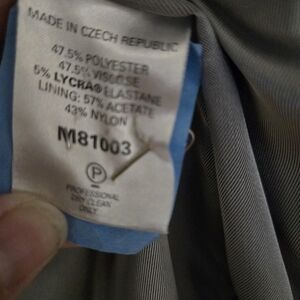 MADE IN CZECH REPUBLIC
47.5% POLYESTER
47.5% VISCOSE
5% LYCRA® ELASTANE
LINING: 57% ACETATE
43% NYLON
M81003
P
PROFESSIONAL
DRY CLEAN
ONLY